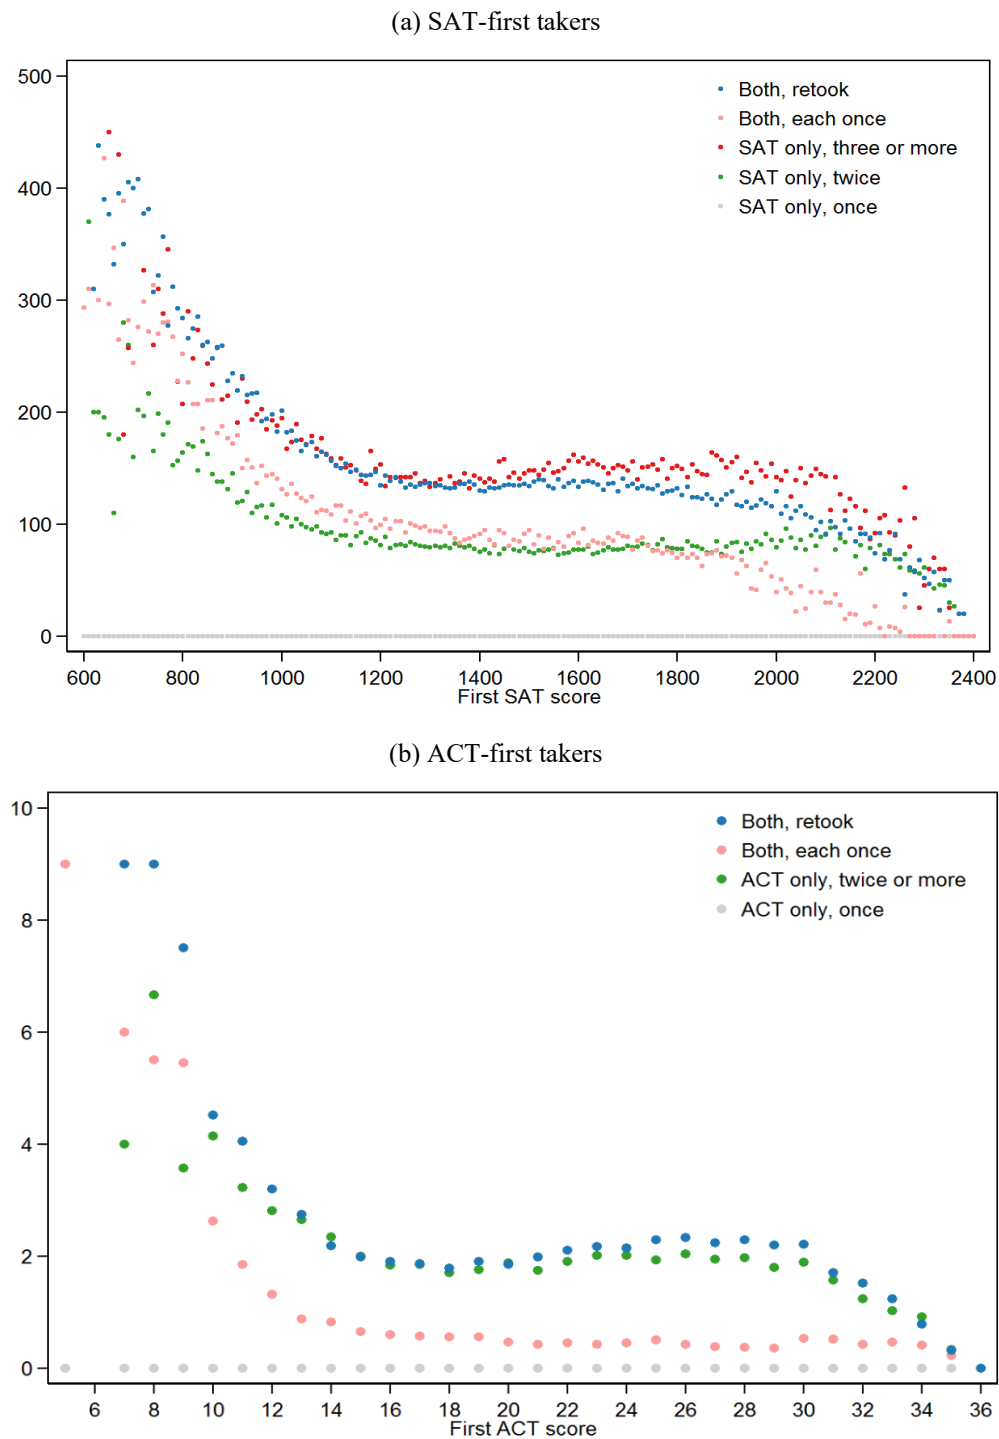 (a) SAT-first takers
500
400
300
200
100
0
Both, retook
Both, each once
SAT only, three or more
SAT only, twice
SAT only, once
600 800 1000 1200 1400 1600 1800 2000 2200 2400
First SAT score
(b) ACT-first takers
10
8
6
4
2
0
Both, retook
Both, each once
ACT only, twice or more
ACT only, once
6 8 10 12 14 16 18 20 22 24 26 28 30 32 34 36
First ACT score